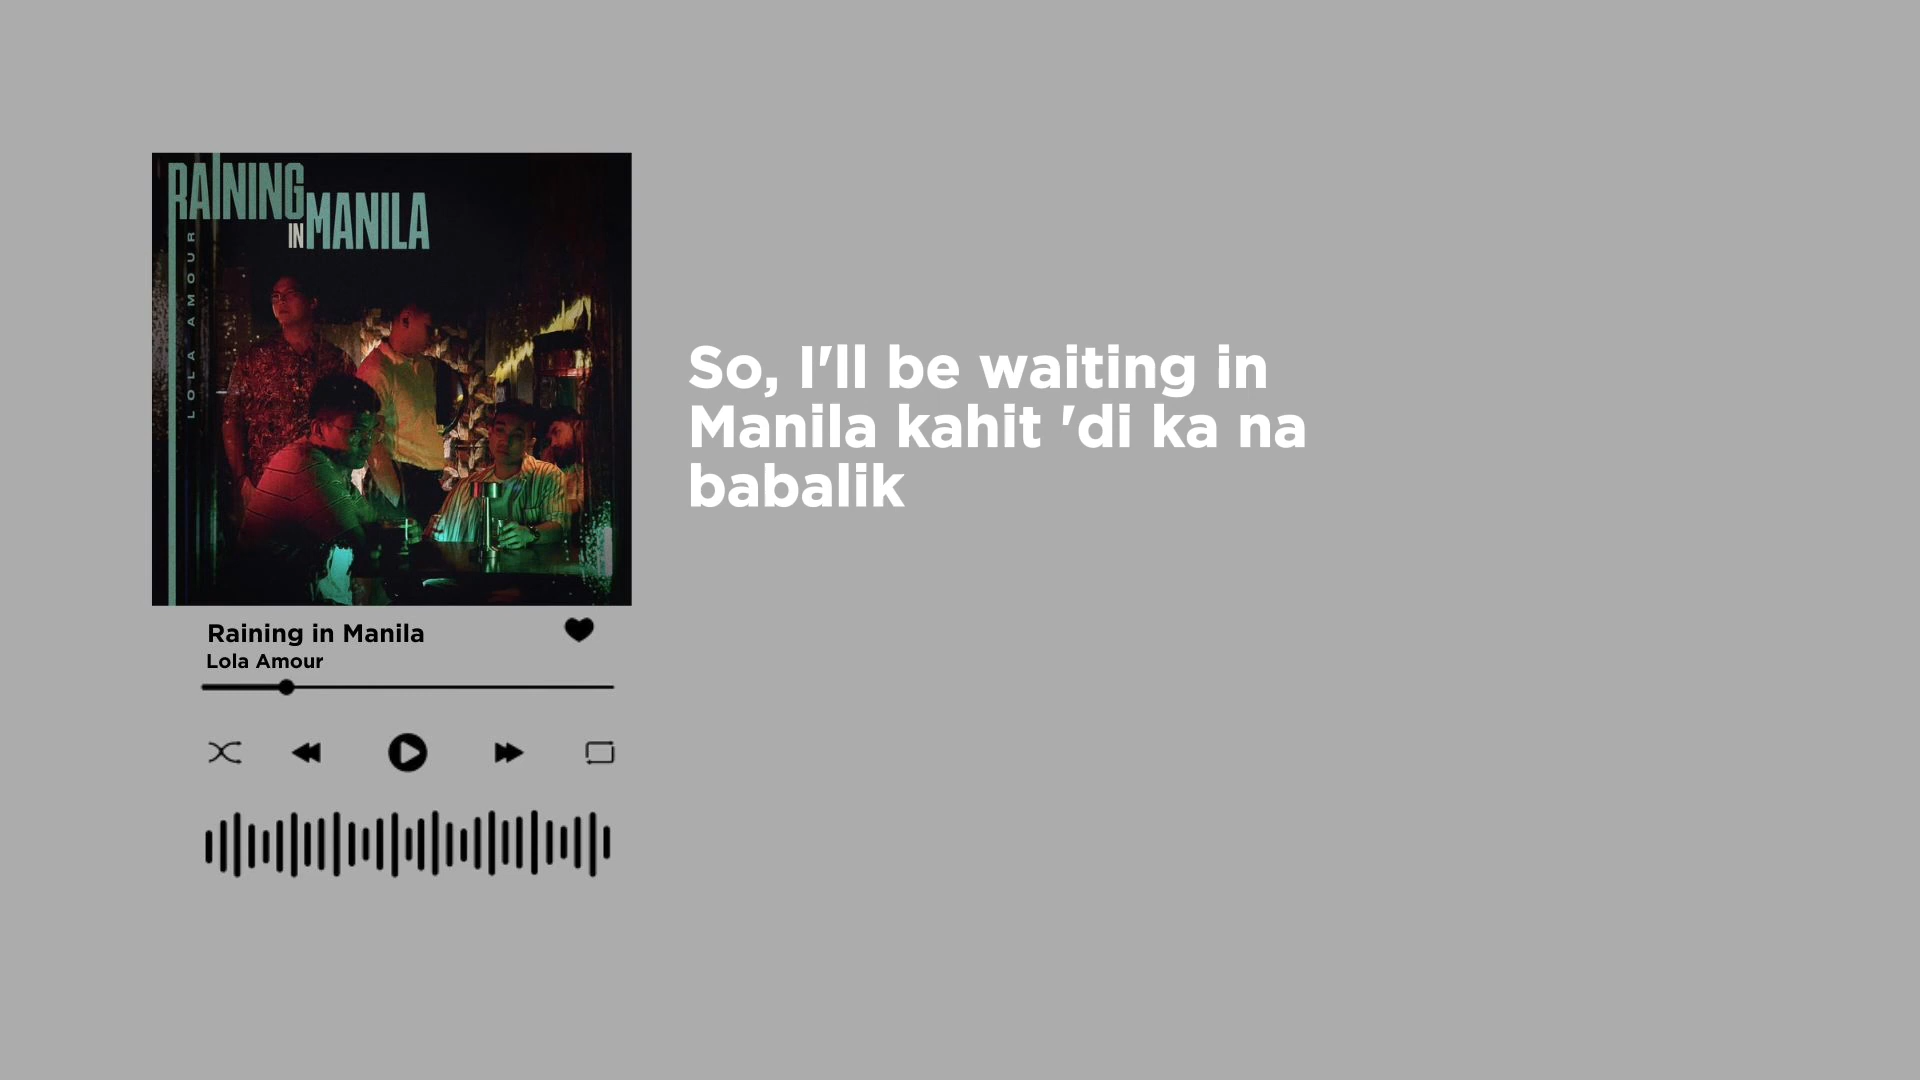 RAINING
IN MANILA
LOLA AMOUR
So, I'll be waiting in
Manila kahit 'di ka na
babalik
Raining in Manila
Lola Amour